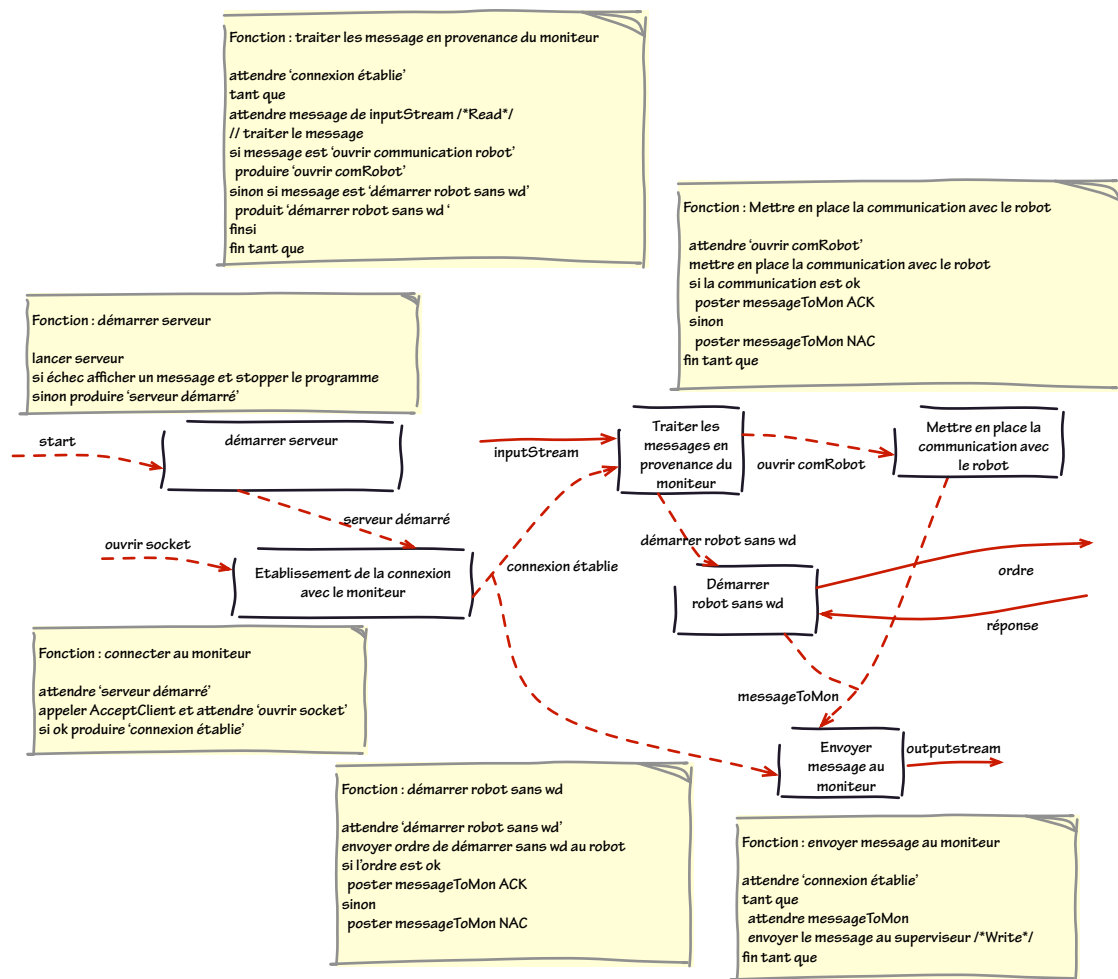 Fonction : traiter les message en provenance du moniteur
attendre ‘connexion établie’
tant que
attendre message de inputStream /*Read*/
// traiter le message
si message est ‘ouvrir communication robot’
produire ‘ouvrir comRobot’
sinon si message est ‘démarrer robot sans wd’
produit ‘démarrer robot sans wd ‘
finsi
fin tant que
Fonction : Mettre en place la communication avec le robot
attendre ‘ouvrir comRobot’
mettre en place la communication avec le robot
si la communication est ok
poster messageToMon ACK
sinon
poster messageToMon NAC
fin tant que
Fonction : démarrer serveur
lancer serveur
si échec afficher un message et stopper le programme
sinon produire ‘serveur démarré’
start
démarrer serveur
inputStream
Traiter les
messages en
provenance du
moniteur
ouvrir comRobot
Mettre en place la
communication avec
le robot
serveur démarré
ouvrir socket
Etablissement de la connexion
avec le moniteur
connexion établie
démarrer robot sans wd
Démarrer
robot sans wd
ordre
réponse
Fonction : connecter au moniteur
attendre ‘serveur démarré’
appeler AcceptClient et attendre ‘ouvrir socket’
si ok produire ‘connexion établie’
messageToMon
Envoyer
message au
moniteur
outputstream
Fonction : démarrer robot sans wd
attendre ‘démarrer robot sans wd’
envoyer ordre de démarrer sans wd au robot
si l’ordre est ok
poster messageToMon ACK
sinon
poster messageToMon NAC
Fonction : envoyer message au moniteur
attendre ‘connexion établie’
tant que
attendre messageToMon
envoyer le message au superviseur /*Write*/
fin tant que